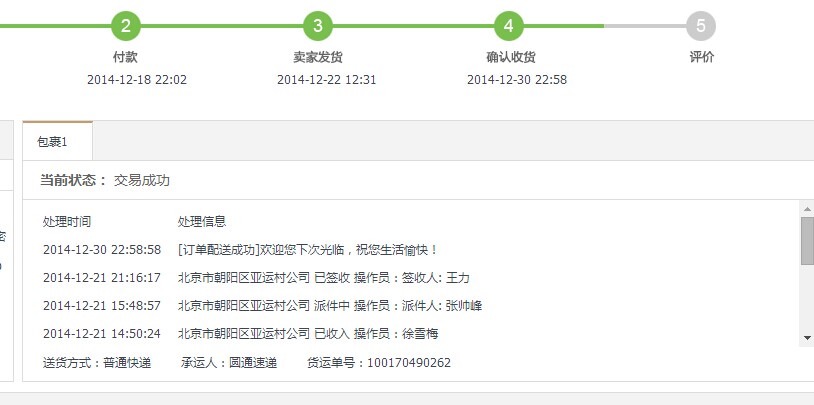 2 3 4 5
付款 卖家发货 确认收货 评价
2014-12-18 22:02 2014-12-22 12:31 2014-12-30 22:58
包裹1
当前状态： 交易成功
处理时间 处理信息
2014-12-30 22:58:58 [订单配送成功]欢迎您下次光临，祝您生活愉快！
2014-12-21 21:16:17 北京市朝阳区亚运村公司 已签收 操作员：签收人: 王力
2014-12-21 15:48:57 北京市朝阳区亚运村公司 派件中 操作员：派件人: 张帅峰
2014-12-21 14:50:24 北京市朝阳区亚运村公司 已收入 操作员：徐雪梅
送货方式：普通快递 承运人：圆通速递 货运单号：100170490262